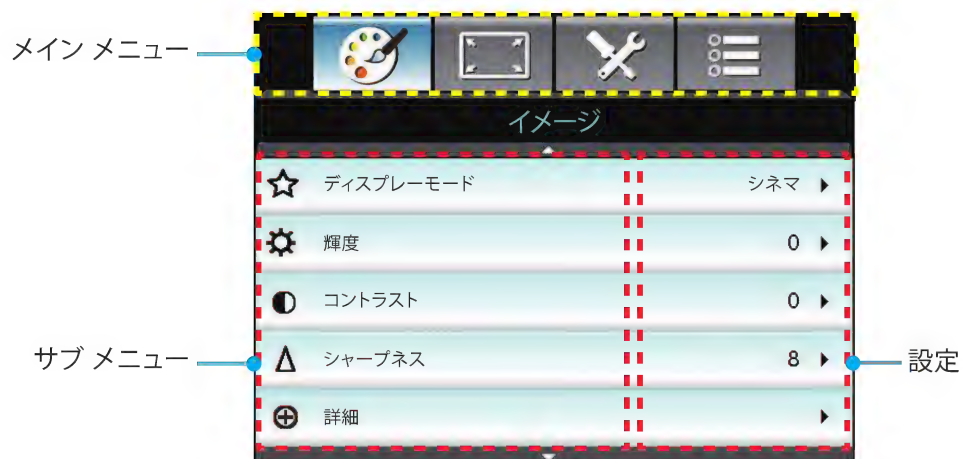 メイン メニュー
イメージ
ディスプレーモード シネマ
輝度 0
コントラスト 0
サブ メニュー
シャープネス 8
設定
詳細